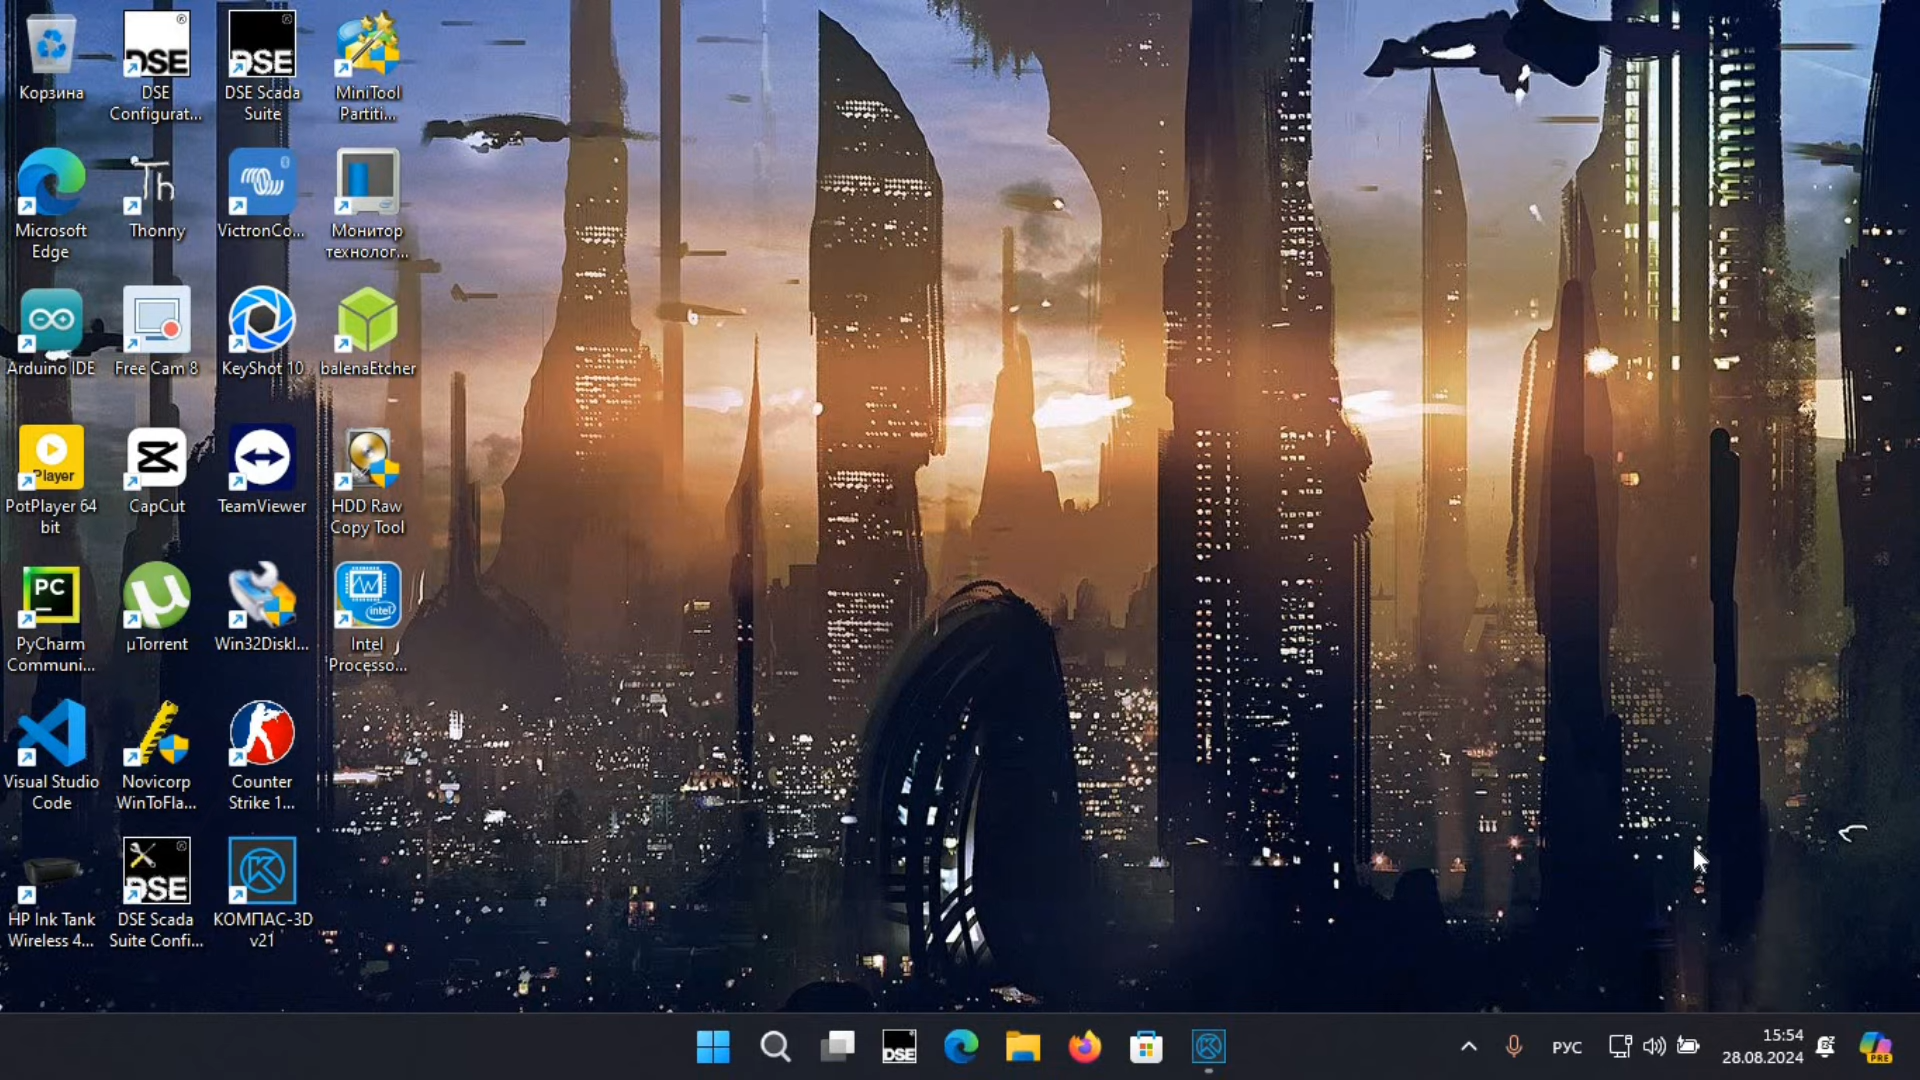 Корзина
DSE
DSE
Configurat...
DSE
DSE Scada
Suite
MiniTool
Partiti...
Microsoft
Edge
Th
Thonny
VictronCo...
Монитор
технолог...
Arduino IDE
Free Cam 8
KeyShot 10
balenaEtcher
Player
PotPlayer 64
bit
CapCut
TeamViewer
HDD Raw
Copy Tool
PC
PyCharm
Communi...
µTorrent
Win32DiskI...
intel
Intel
Processo...
Visual Studio
Code
Novicorp
WinToFla...
Counter
Strike 1...
HP Ink Tank
Wireless 4...
DSE
DSE Scada
Suite Confi...
КОМПАС-3D
v21
DSE
РУС
15:54
28.08.2024
PRE